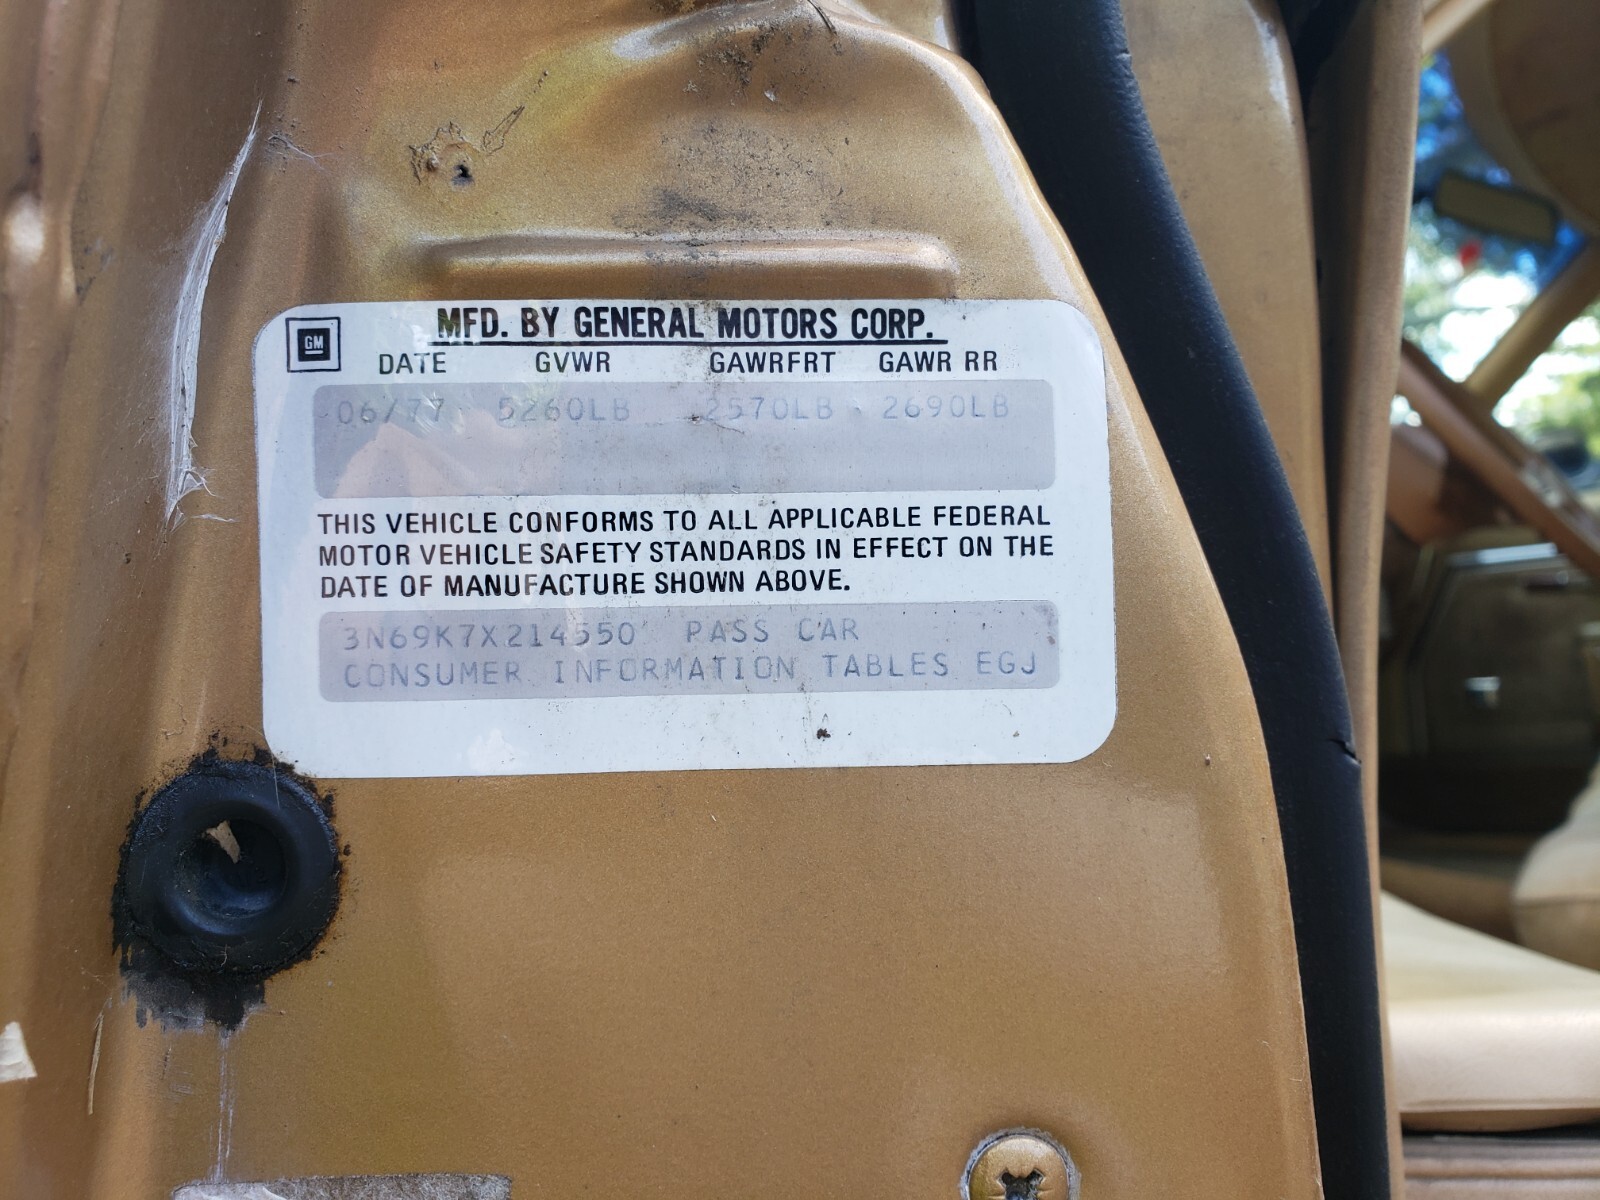 MFD. BY GENERAL MOTORS CORP.
GM
DATE GVWR GAWRFRT GAWR RR
06/77 5260LB 2570LB 2690LB
THIS VEHICLE CONFORMS TO ALL APPLICABLE FEDERAL
MOTOR VEHICLE SAFETY STANDARDS IN EFFECT ON THE
DATE OF MANUFACTURE SHOWN ABOVE.
3N69K7X214550 PASS CAR
CONSUMER INFORMATION TABLES EGJ